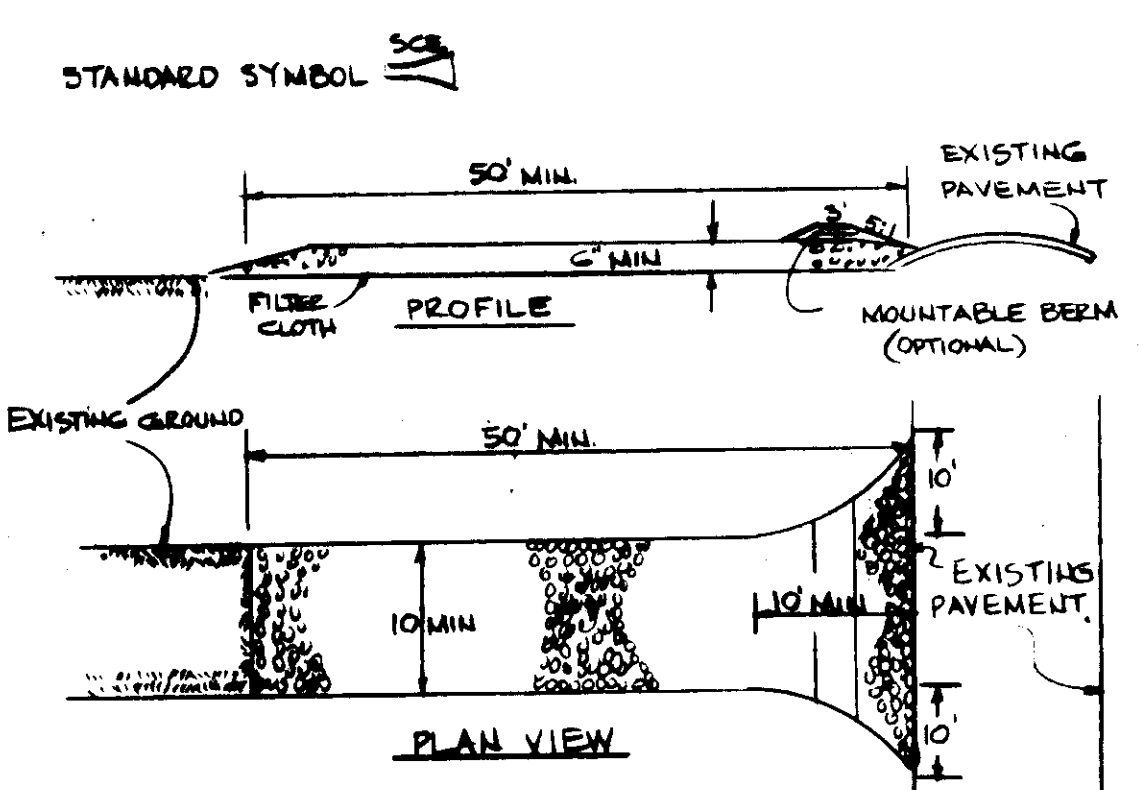 SCE.
STANDARD SYMBOL
50' MIN.
EXISTING
PAVEMENT
3'
5:1
6" MIN
FILTER
CLOTH
PROFILE
MOUNTABLE BERM
(OPTIONAL)
EXISTING GROUND
50' MIN.
10'
10 MIN
10' MIN
EXISTING
PAVEMENT.
10'
PLAN VIEW